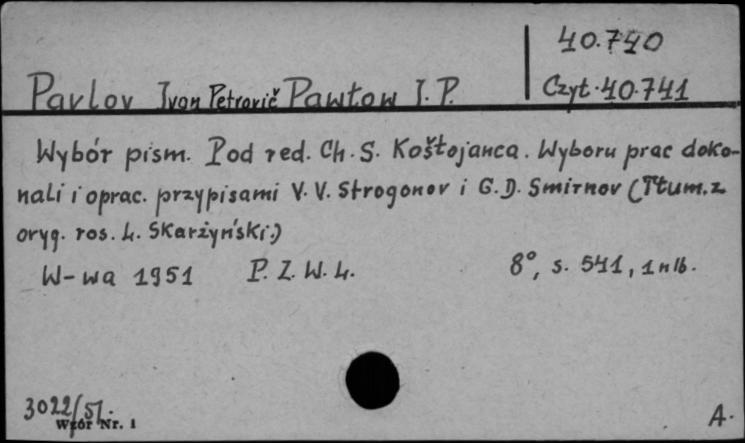 40.740
Pavlov Ivan Petrovič Pawłow I. P.
Czyt. 40.741
Wybór pism. Pod red. Ch. S. Koštojanca. Wyboru prac doko-
nali i oprac. przypisami V. V. Strogonov i G. D. Smirnov (Tłum. z
oryg. ros. L. Skarżyński.)
W-wa 1951 P. Z. W. L. 8°, s. 541, 1 nlb.
3022/51.
Wzór Nr. 1
A.